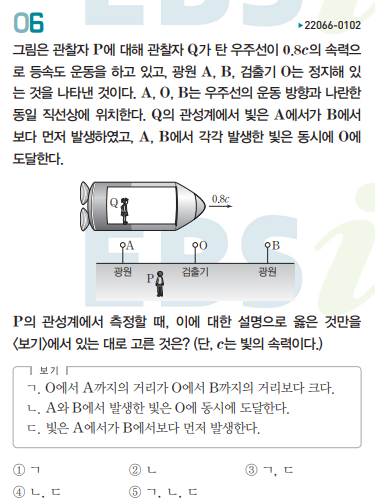 06
▶22066-0102
그림은 관찰자 P에 대해 관찰자 Q가 탄 우주선이 0.8c의 속력으
로 등속도 운동을 하고 있고, 광원 A, B, 검출기 O는 정지해 있
는 것을 나타낸 것이다. A, O, B는 우주선의 운동 방향과 나란한
동일 직선상에 위치한다. Q의 관성계에서 빛은 A에서가 B에서
보다 먼저 발생하였고, A, B에서 각각 발생한 빛은 동시에 O에
도달한다.
Q
0.8c
A
O
B
광원
검출기
광원
P
P의 관성계에서 측정할 때, 이에 대한 설명으로 옳은 것만을
〈보기〉에서 있는 대로 고른 것은? (단, c는 빛의 속력이다.)
보기
ㄱ. O에서 A까지의 거리가 O에서 B까지의 거리보다 크다.
ㄴ. A와 B에서 발생한 빛은 O에 동시에 도달한다.
ㄷ. 빛은 A에서가 B에서보다 먼저 발생한다.
① ㄱ
② ㄴ
③ ㄱ, ㄷ
④ ㄴ, ㄷ
⑤ ㄱ, ㄴ, ㄷ